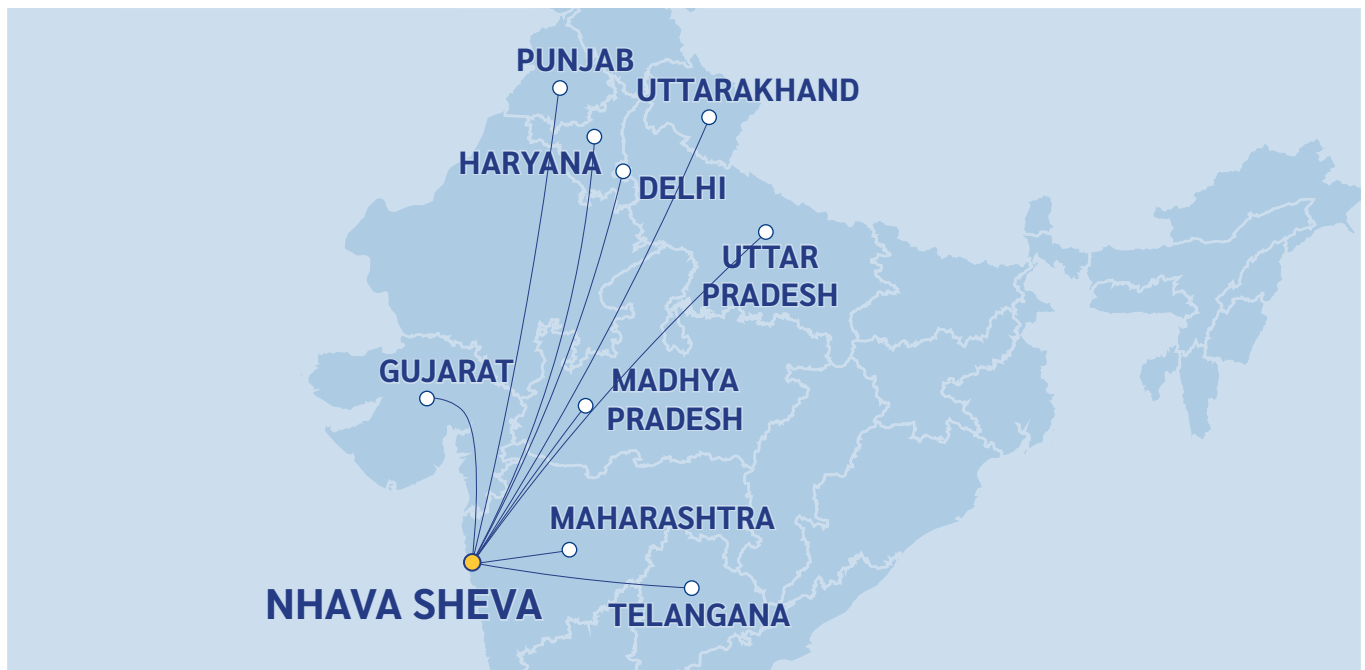 PUNJAB
UTTARAKHAND
HARYANA
DELHI
UTTAR
PRADESH
GUJARAT
MADHYA
PRADESH
MAHARASHTRA
NHAVA SHEVA
TELANGANA